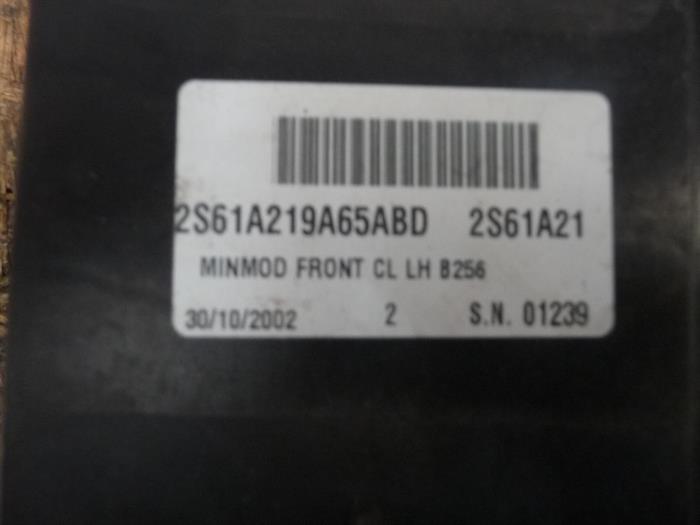 2S61A219A65ABD 2S61A21
MINMOD FRONT CL LH B256
30/10/2002 2 S.N. 01239